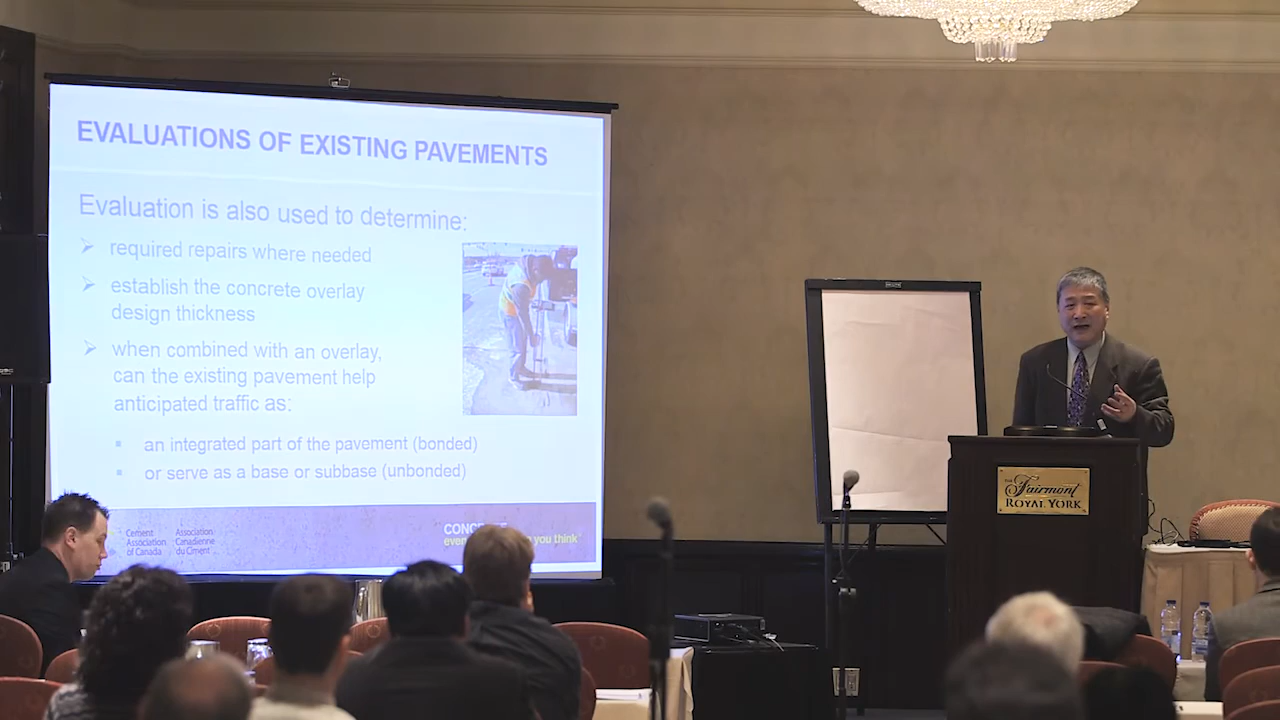 EVALUATIONS OF EXISTING PAVEMENTS
Evaluation is also used to determine:
required repairs where needed
establish the concrete overlay
design thickness
when combined with an overlay,
can the existing pavement help
anticipated traffic as:
an integrated part of the pavement (bonded)
or serve as a base or subbase (unbonded)
Cement
Association
of Canada
Association
Canadienne
du Ciment
you think
THE
Fairmont
ROYAL YORK